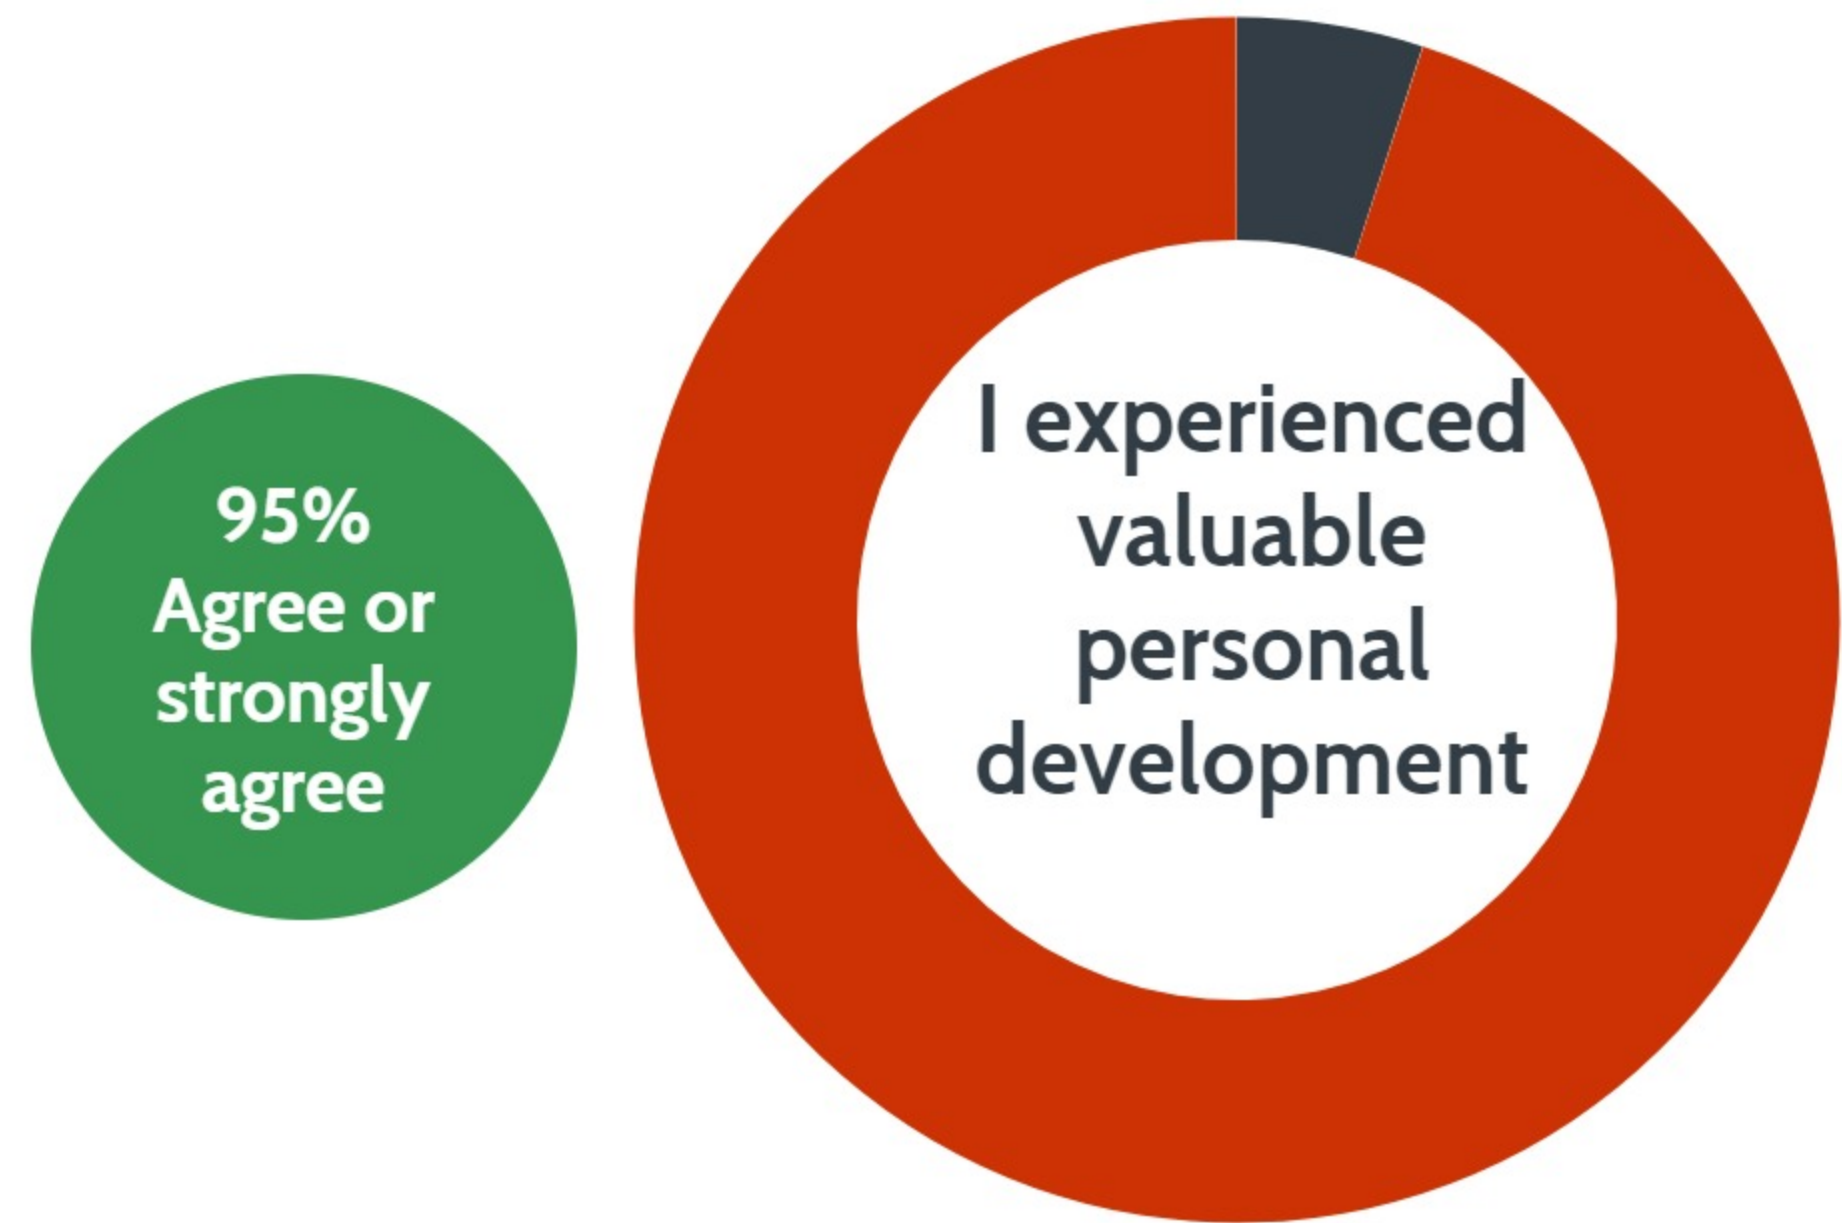 95%
Agree or
strongly
agree
I experienced
valuable
personal
development